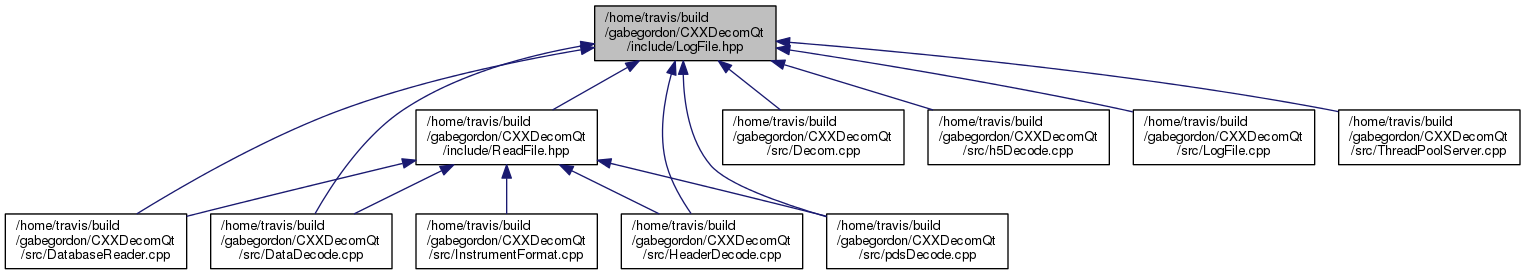 /home/travis/build
/gabegordon/CXXDecomQt
/include/LogFile.hpp
/home/travis/build
/gabegordon/CXXDecomQt
/include/ReadFile.hpp
/home/travis/build
/gabegordon/CXXDecomQt
/src/Decom.cpp
/home/travis/build
/gabegordon/CXXDecomQt
/src/h5Decode.cpp
/home/travis/build
/gabegordon/CXXDecomQt
/src/LogFile.cpp
/home/travis/build
/gabegordon/CXXDecomQt
/src/ThreadPoolServer.cpp
/home/travis/build
/gabegordon/CXXDecomQt
/src/DatabaseReader.cpp
/home/travis/build
/gabegordon/CXXDecomQt
/src/DataDecode.cpp
/home/travis/build
/gabegordon/CXXDecomQt
/src/InstrumentFormat.cpp
/home/travis/build
/gabegordon/CXXDecomQt
/src/HeaderDecode.cpp
/home/travis/build
/gabegordon/CXXDecomQt
/src/pdsDecode.cpp